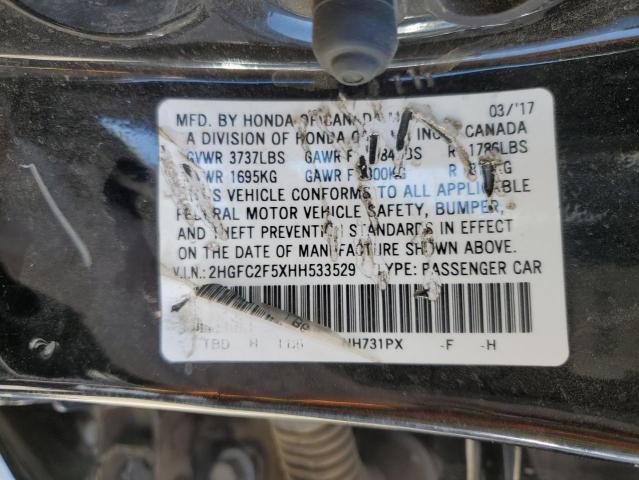 MFD. BY HONDA OF CANADA 03/'17
A DIVISION OF HONDA INC. CANADA
GVWR 3737LBS GAWR F R 1786LBS
1695KG GAWR F R
VEHICLE CONFORMS TO ALL APPLICABLE
FEDERAL MOTOR VEHICLE SAFETY, BUMPER,
AND THEFT PREVENTION STANDARDS IN EFFECT
ON THE DATE OF MANUFACTURE SHOWN ABOVE.
V.I.N.: 2HGFC2F5XHH533529 TYPE: PASSENGER CAR
TBD NH731PX -F -H